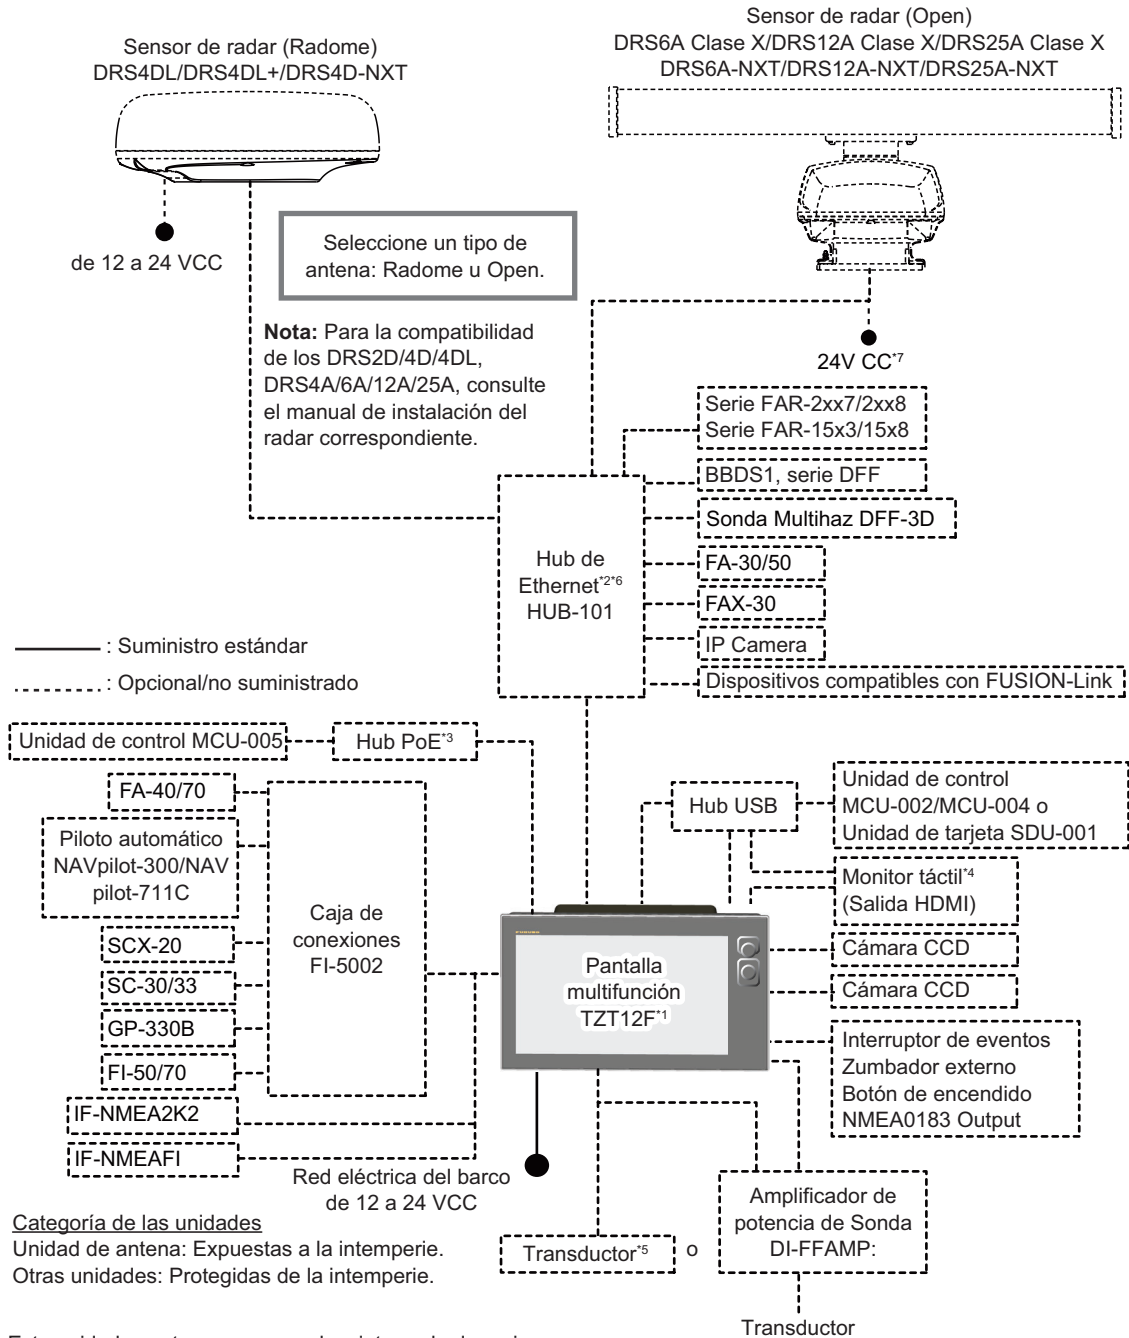 Sensor de radar (Open)
DRS6A Clase X/DRS12A Clase X/DRS25A Clase X
DRS6A-NXT/DRS12A-NXT/DRS25A-NXT
Sensor de radar (Radome)
DRS4DL/DRS4DL+/DRS4D-NXT
de 12 a 24 VCC
Seleccione un tipo de
antena: Radome u Open.
Nota: Para la compatibilidad
de los DRS2D/4D/4DL,
DRS4A/6A/12A/25A, consulte
el manual de instalación del
radar correspondiente.
24V CC*7
Serie FAR-2xx7/2xx8
Serie FAR-15x3/15x8
BBDS1, serie DFF
Sonda Multihaz DFF-3D
FA-30/50
FAX-30
IP Camera
Dispositivos compatibles con FUSION-Link
Hub de
Ethernet*2*6
HUB-101
: Suministro estándar
: Opcional/no suministrado
Unidad de control MCU-005
Hub PoE*3
FA-40/70
Piloto automático
NAVpilot-300/NAV
pilot-711C
SCX-20
SC-30/33
GP-330B
FI-50/70
IF-NMEA2K2
IF-NMEAFI
Caja de
conexiones
FI-5002
Hub USB
Unidad de control
MCU-002/MCU-004 o
Unidad de tarjeta SDU-001
Monitor táctil*4
(Salida HDMI)
Cámara CCD
Cámara CCD
Interruptor de eventos
Zumbador externo
Botón de encendido
NMEA0183 Output
FURUNO
Pantalla
multifunción
TZT12F*1
Red eléctrica del barco
de 12 a 24 VCC
Transductor*5
o
Amplificador de
potencia de Sonda
DI-FFAMP:
Transductor
Categoría de las unidades
Unidad de antena: Expuestas a la intemperie.
Otras unidades: Protegidas de la intemperie.